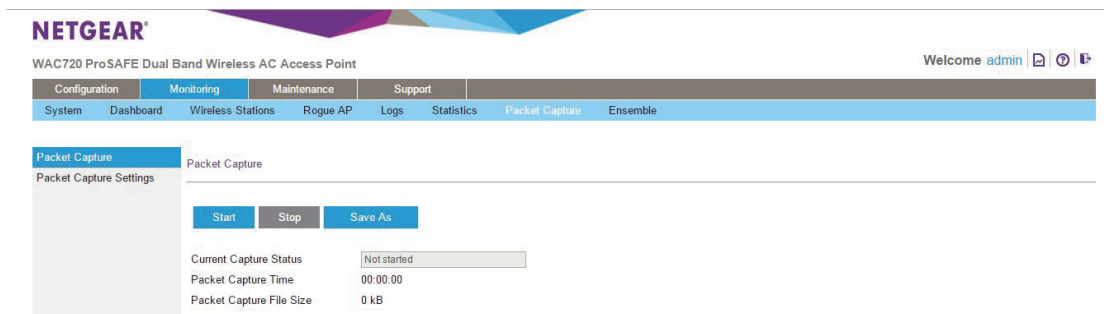 NETGEAR®
WAC720 ProSAFE Dual Band Wireless AC Access Point
Welcome admin
Configuration Monitoring Maintenance Support
System Dashboard Wireless Stations Rogue AP Logs Statistics Packet Capture Ensemble
Packet Capture
Packet Capture Settings
Packet Capture
Start Stop Save As
Current Capture Status Not started
Packet Capture Time 00:00:00
Packet Capture File Size 0 kB